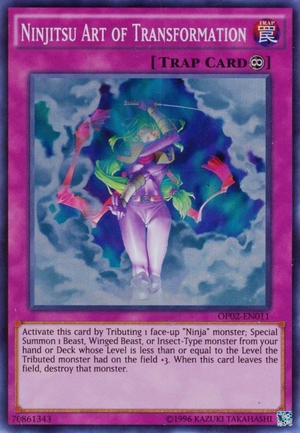 Ninjitsu Art of Transformation
TRAP
罠
[Trap Card∞]
OP02-EN011
Activate this card by Tributing 1 face-up "Ninja" monster; Special
Summon 1 Beast, Winged Beast, or Insect-Type monster from your
hand or Deck whose Level is less than or equal to the Level the
Tributed monster had on the field +3. When this card leaves the
field, destroy that monster.
70861343
©1996 KAZUKI TAKAHASHI